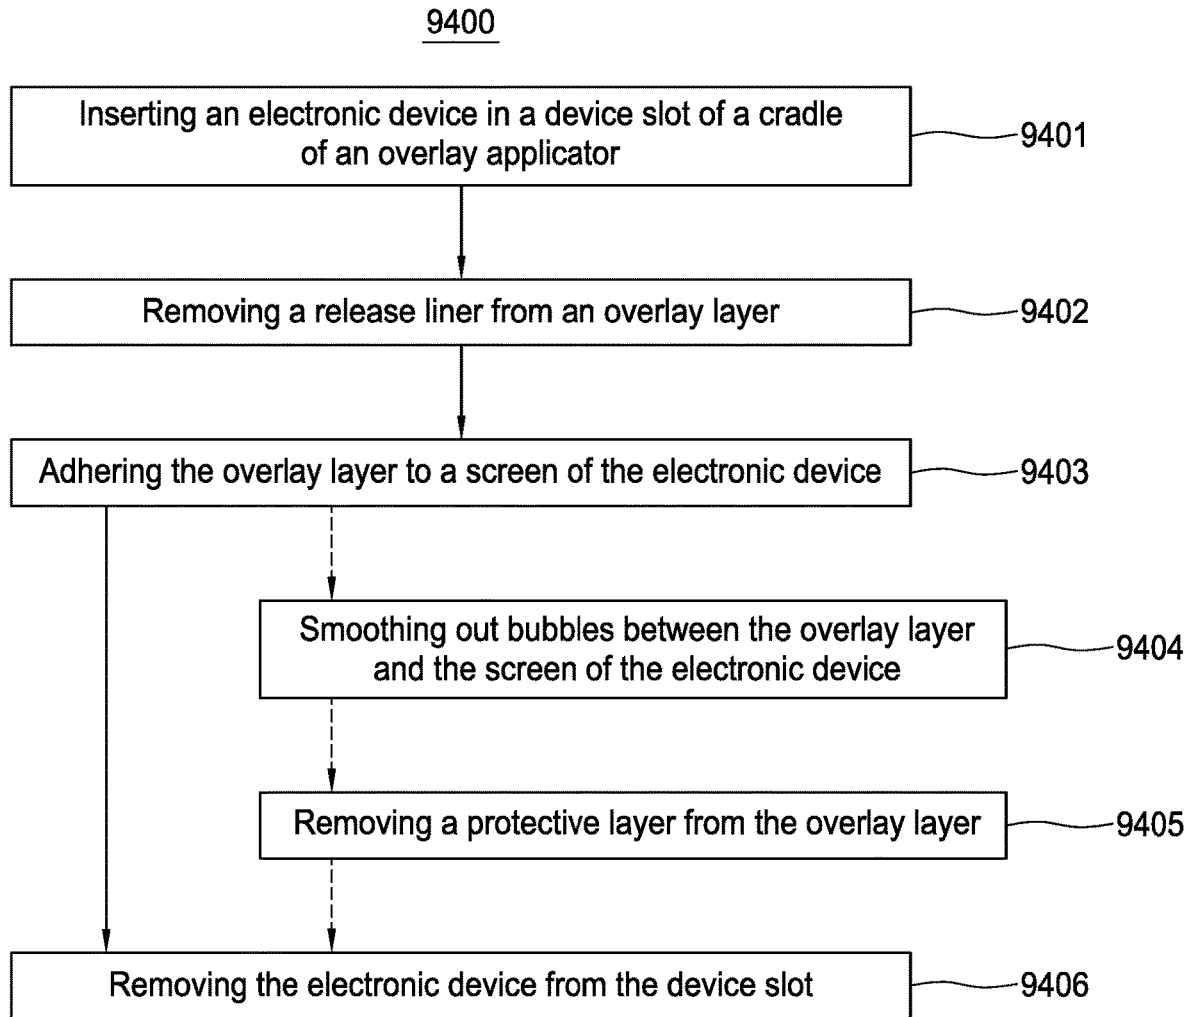 9400
Inserting an electronic device in a device slot of a cradle
of an overlay applicator
9401
Removing a release liner from an overlay layer
9402
Adhering the overlay layer to a screen of the electronic device
9403
Smoothing out bubbles between the overlay layer
and the screen of the electronic device
9404
Removing a protective layer from the overlay layer
9405
Removing the electronic device from the device slot
9406